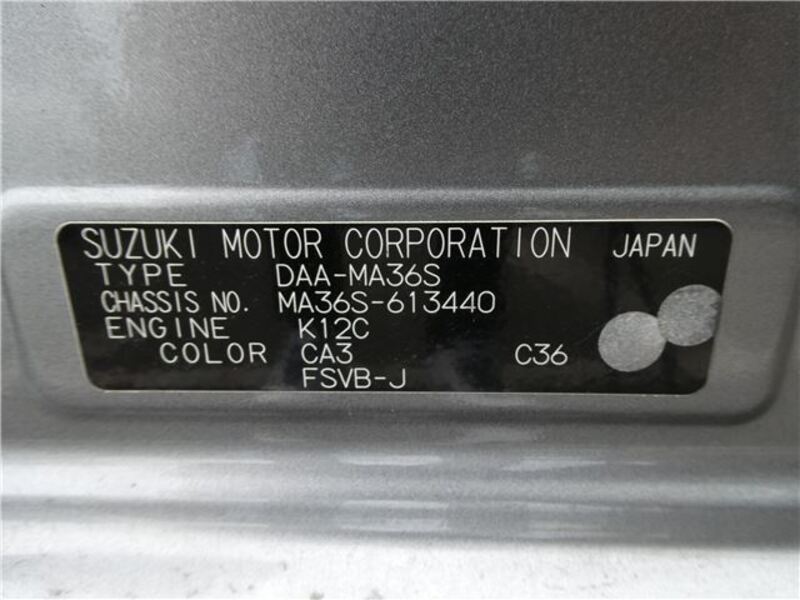 SUZUKI MOTOR CORPORATION JAPAN
TYPE DAA-MA36S
CHASSIS NO. MA36S-613440
ENGINE K12C
COLOR CA3 C36
FSVB-J